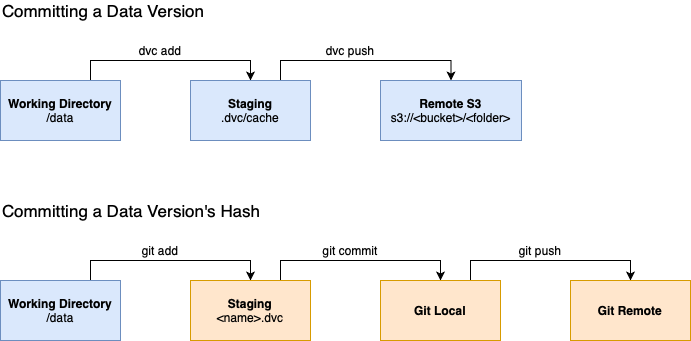 Committing a Data Version
dvc add
dvc push
Working Directory
/data
Staging
.dvc/cache
Remote S3
s3://<bucket>/<folder>
Committing a Data Version's Hash
git add
git commit
git push
Working Directory
/data
Staging
<name>.dvc
Git Local
Git Remote